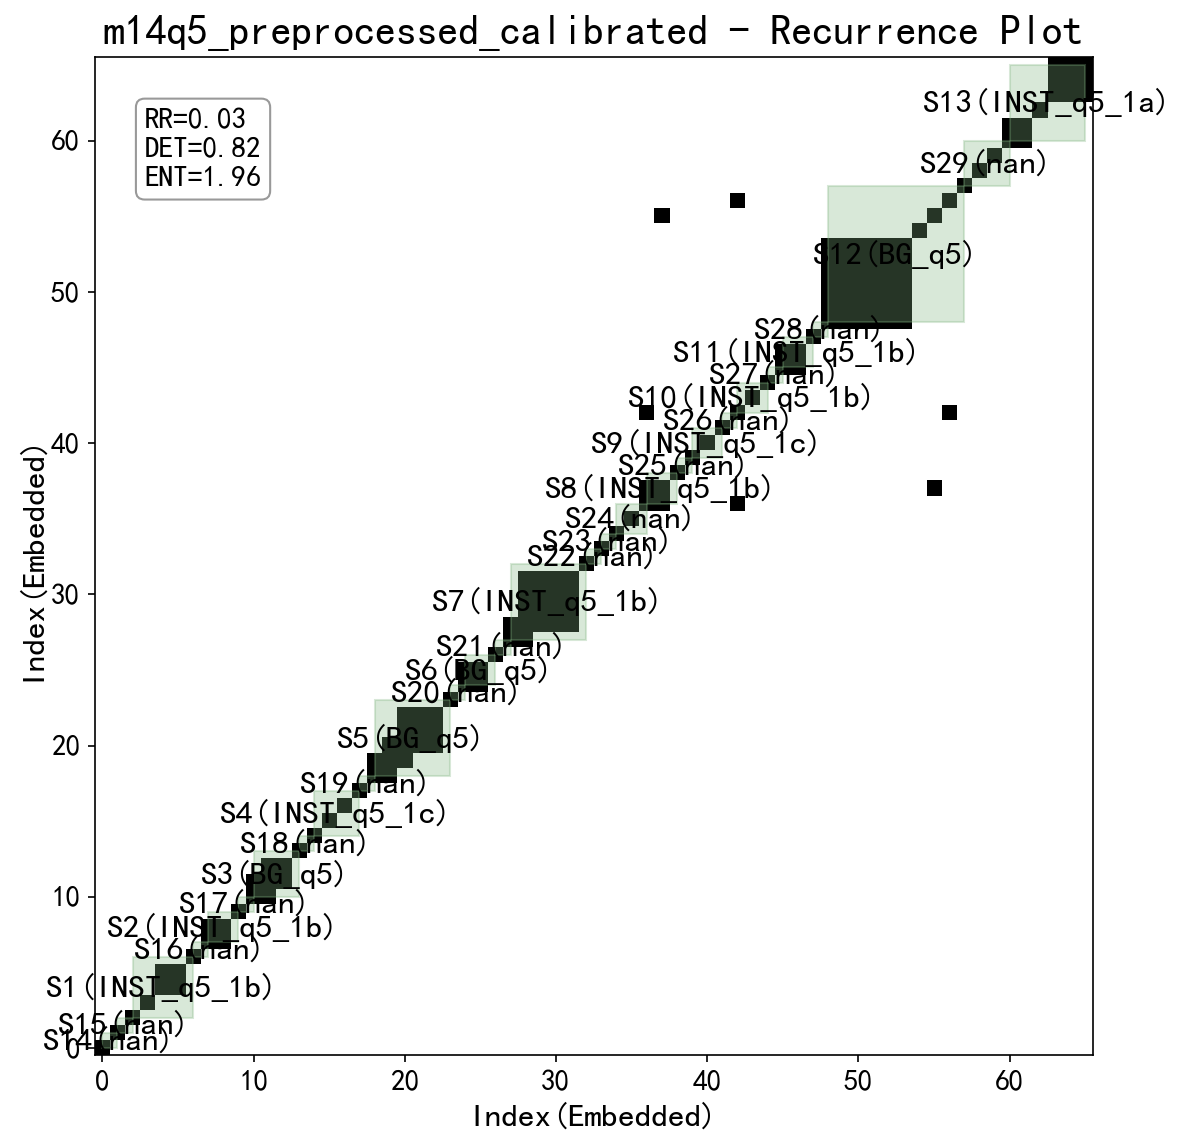 m14q5_preprocessed_calibrated - Recurrence Plot
RR=0.03
DET=0.82
ENT=1.96
S13(INST_q5_1a)
S29(nan)
S12(BG_q5)
S28(nan)
S11(INST_q5_1b)
S27(nan)
S10(INST_q5_1b)
S26(nan)
S9(INST_q5_1c)
S25(nan)
S8(INST_q5_1b)
S24(nan)
S23(nan)
S22(nan)
S7(INST_q5_1b)
S21(nan)
S6(BG_q5)
S20(nan)
S5(BG_q5)
S19(nan)
S4(INST_q5_1c)
S18(nan)
S3(BG_q5)
S17(nan)
S2(INST_q5_1b)
S16(nan)
S1(INST_q5_1b)
S15(nan)
S14(nan)
60
50
40
30
20
10
0
Index(Embedded)
0 10 20 30 40 50 60
Index(Embedded)